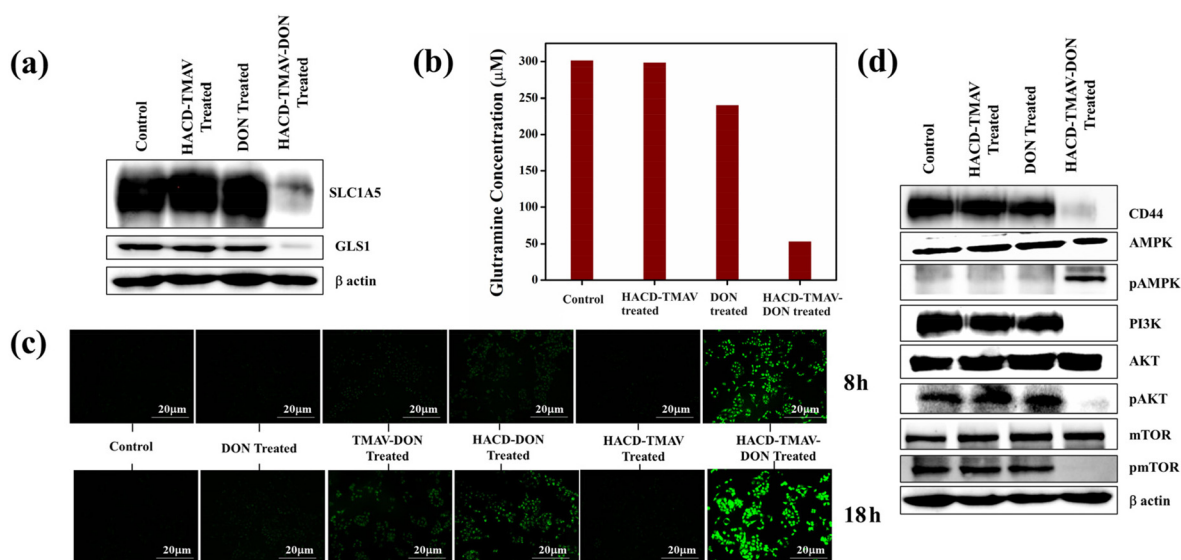 (a)
Control
HACD-TMAV
Treated
DON Treated
HACD-TMAV-DON
Treated
SLC1A5
GLS1
β actin
(b)
Glutramine Concentration (µM)
300
250
200
150
100
50
0
Control
HACD-TMAV
treated
DON
treated
HACD-TMAV-
DON treated
(c)
20µm
20µm
20µm
20µm
20µm
20µm
8h
Control
DON Treated
TMAV-DON
Treated
HACD-DON
Treated
HACD-TMAV
Treated
HACD-TMAV-
DON Treated
20µm
20µm
20µm
20µm
20µm
20µm
18h
(d)
Control
HACD-TMAV
Treated
DON Treated
HACD-TMAV-DON
Treated
CD44
AMPK
pAMPK
PI3K
AKT
pAKT
mTOR
pmTOR
β actin